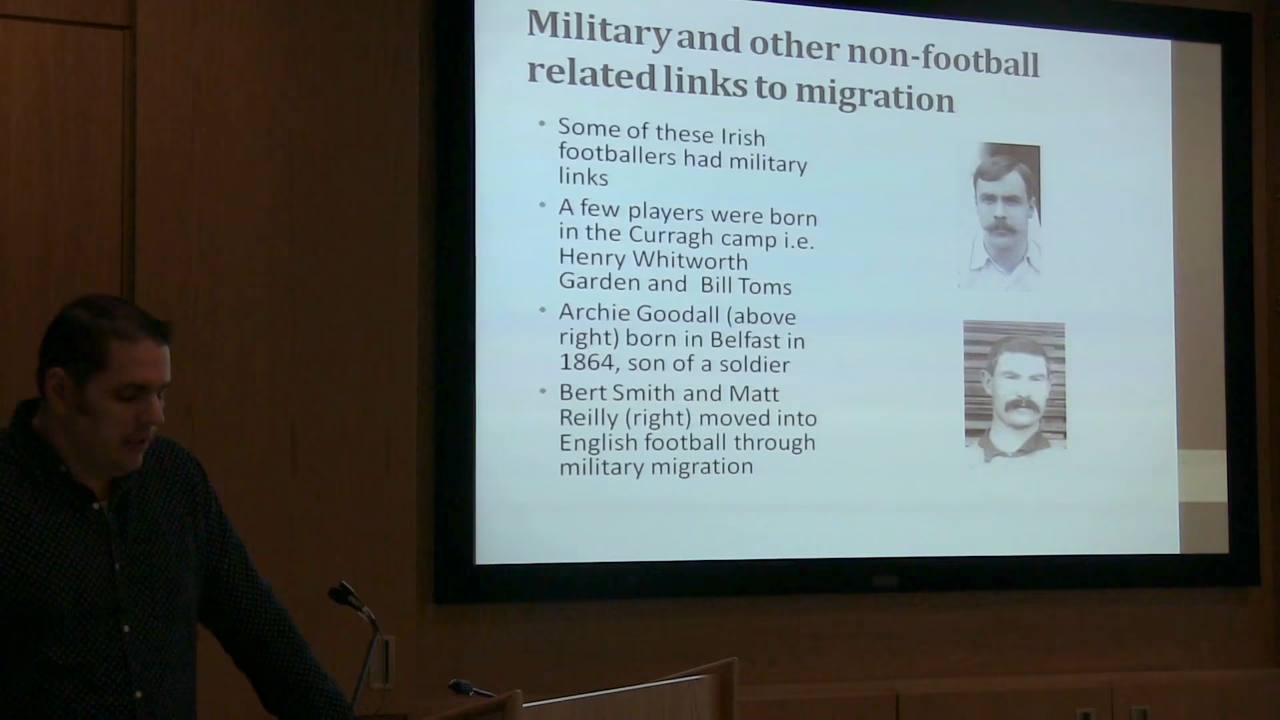 Military and other non-football
related links to migration
• Some of these Irish
footballers had military
links
• A few players were born
in the Curragh camp i.e.
Henry Whitworth
Garden and Bill Toms
• Archie Goodall (above
right) born in Belfast in
1864, son of a soldier
• Bert Smith and Matt
Reilly (right) moved into
English football through
military migration